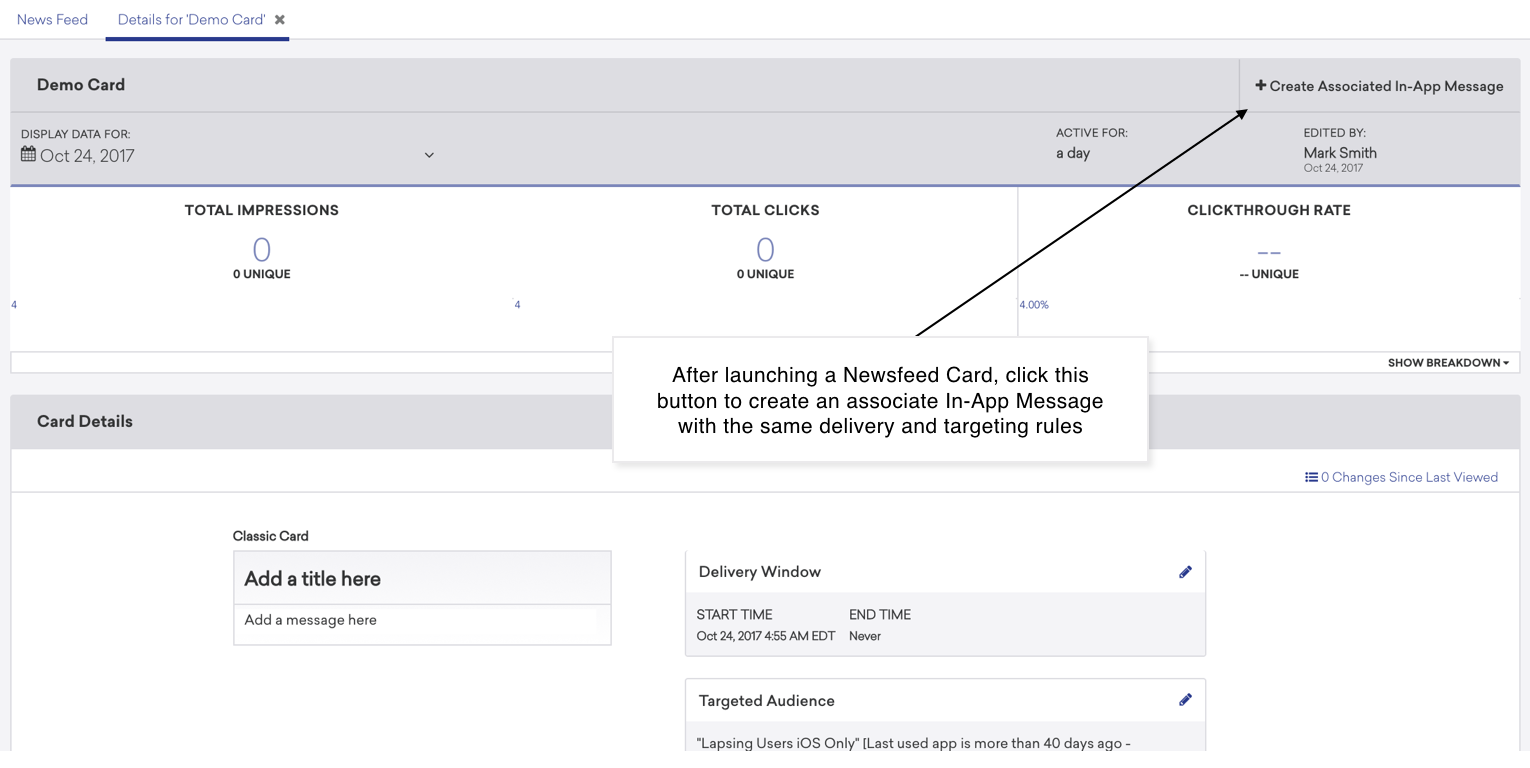 News Feed
Details for 'Demo Card' ✖
Demo Card
+ Create Associated In-App Message
DISPLAY DATA FOR:
Oct 24, 2017
ACTIVE FOR:
a day
EDITED BY:
Mark Smith
Oct 24, 2017
TOTAL IMPRESSIONS
0
0 UNIQUE
4
TOTAL CLICKS
0
0 UNIQUE
4
CLICKTHROUGH RATE
--
-- UNIQUE
4.00%
SHOW BREAKDOWN
After launching a Newsfeed Card, click this
button to create an associate In-App Message
with the same delivery and targeting rules
Card Details
0 Changes Since Last Viewed
Classic Card
Add a title here
Add a message here
Delivery Window
START TIME
Oct 24, 2017 4:55 AM EDT
END TIME
Never
Targeted Audience
"Lapsing Users iOS Only" [Last used app is more than 40 days ago -